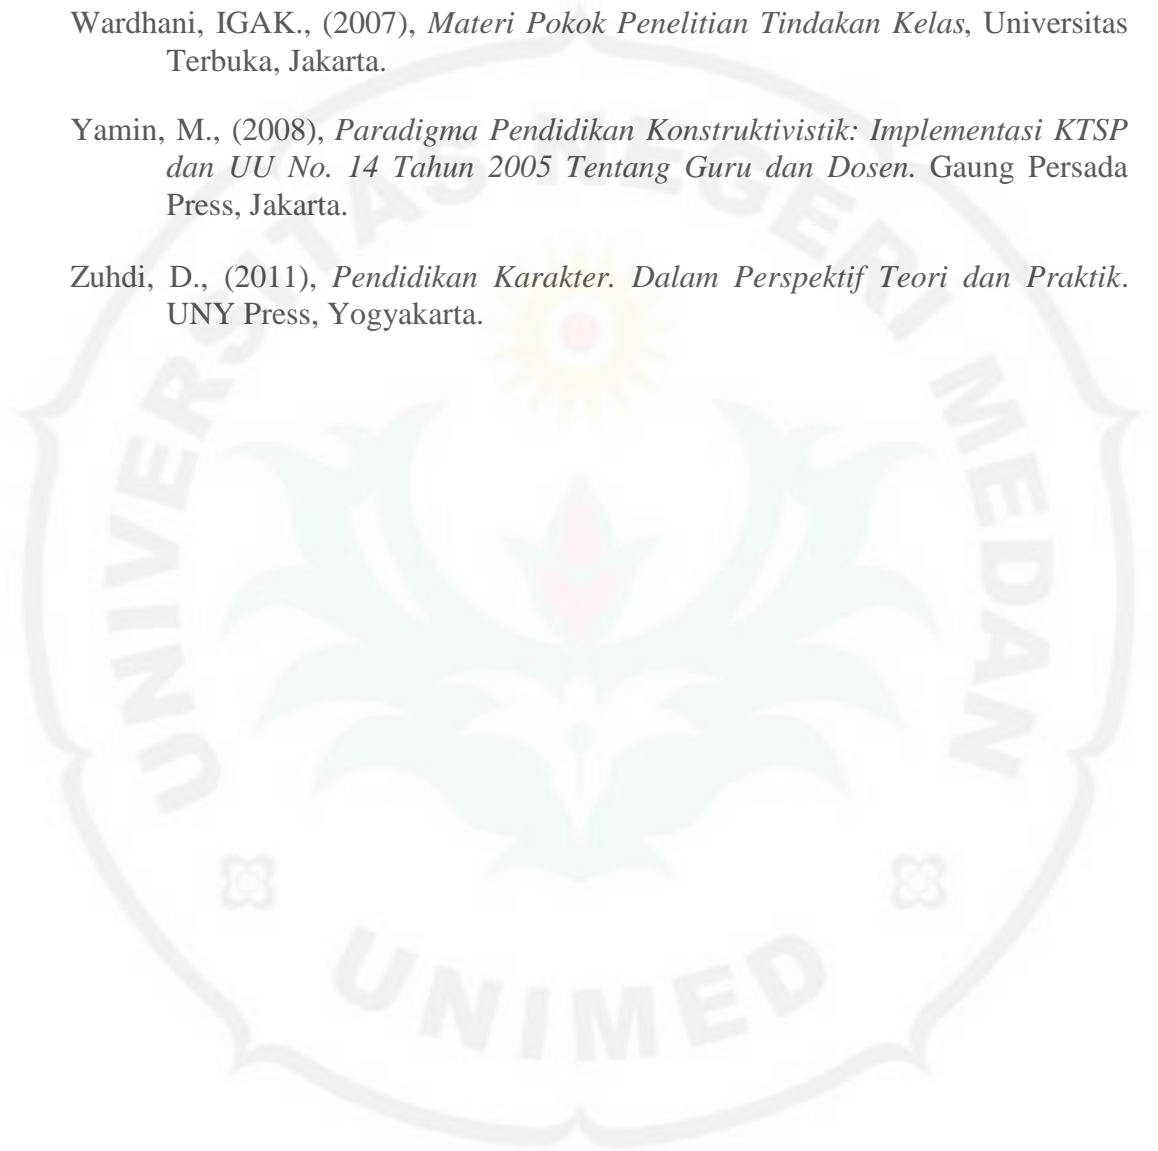 Wardhani, IGAK., (2007), Materi Pokok Penelitian Tindakan Kelas, Universitas
Terbuka, Jakarta.
Yamin, M., (2008), Paradigma Pendidikan Konstruktivistik: Implementasi KTSP
dan UU No. 14 Tahun 2005 Tentang Guru dan Dosen. Gaung Persada
Press, Jakarta.
Zuhdi, D., (2011), Pendidikan Karakter. Dalam Perspektif Teori dan Praktik.
UNY Press, Yogyakarta.
UNIVERSITAS NEGERI MEDAN
UNIMED